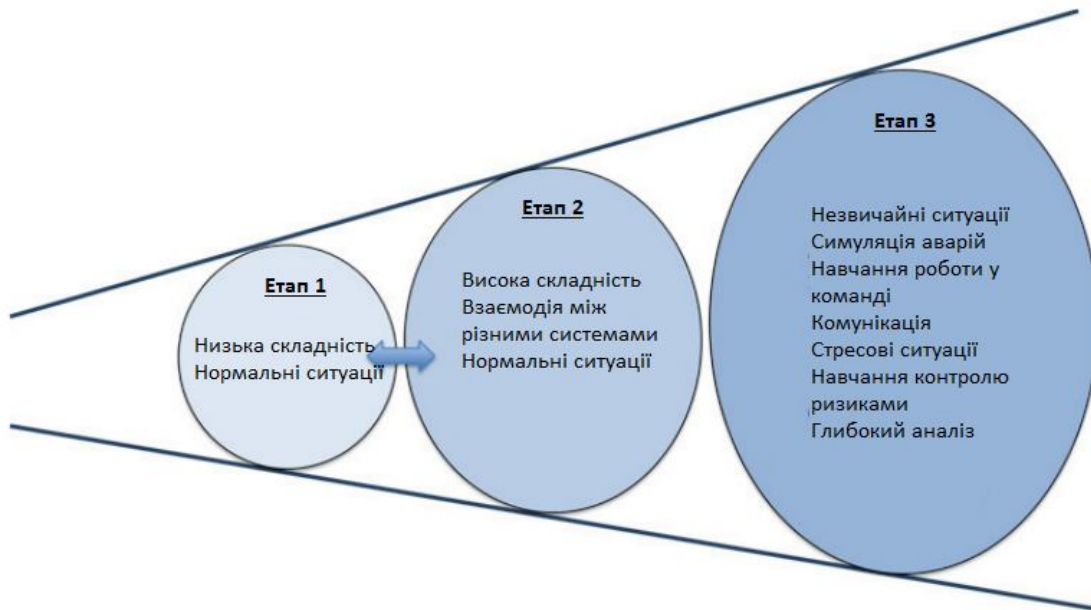 Етап 1
Низька складність
Нормальні ситуації
Етап 2
Висока складність
Взаємодія між
різними системами
Нормальні ситуації
Етап 3
Незвичайні ситуації
Симуляція аварій
Навчання роботи у
команді
Комунікація
Стресові ситуації
Навчання контролю
ризиками
Глибокий аналіз